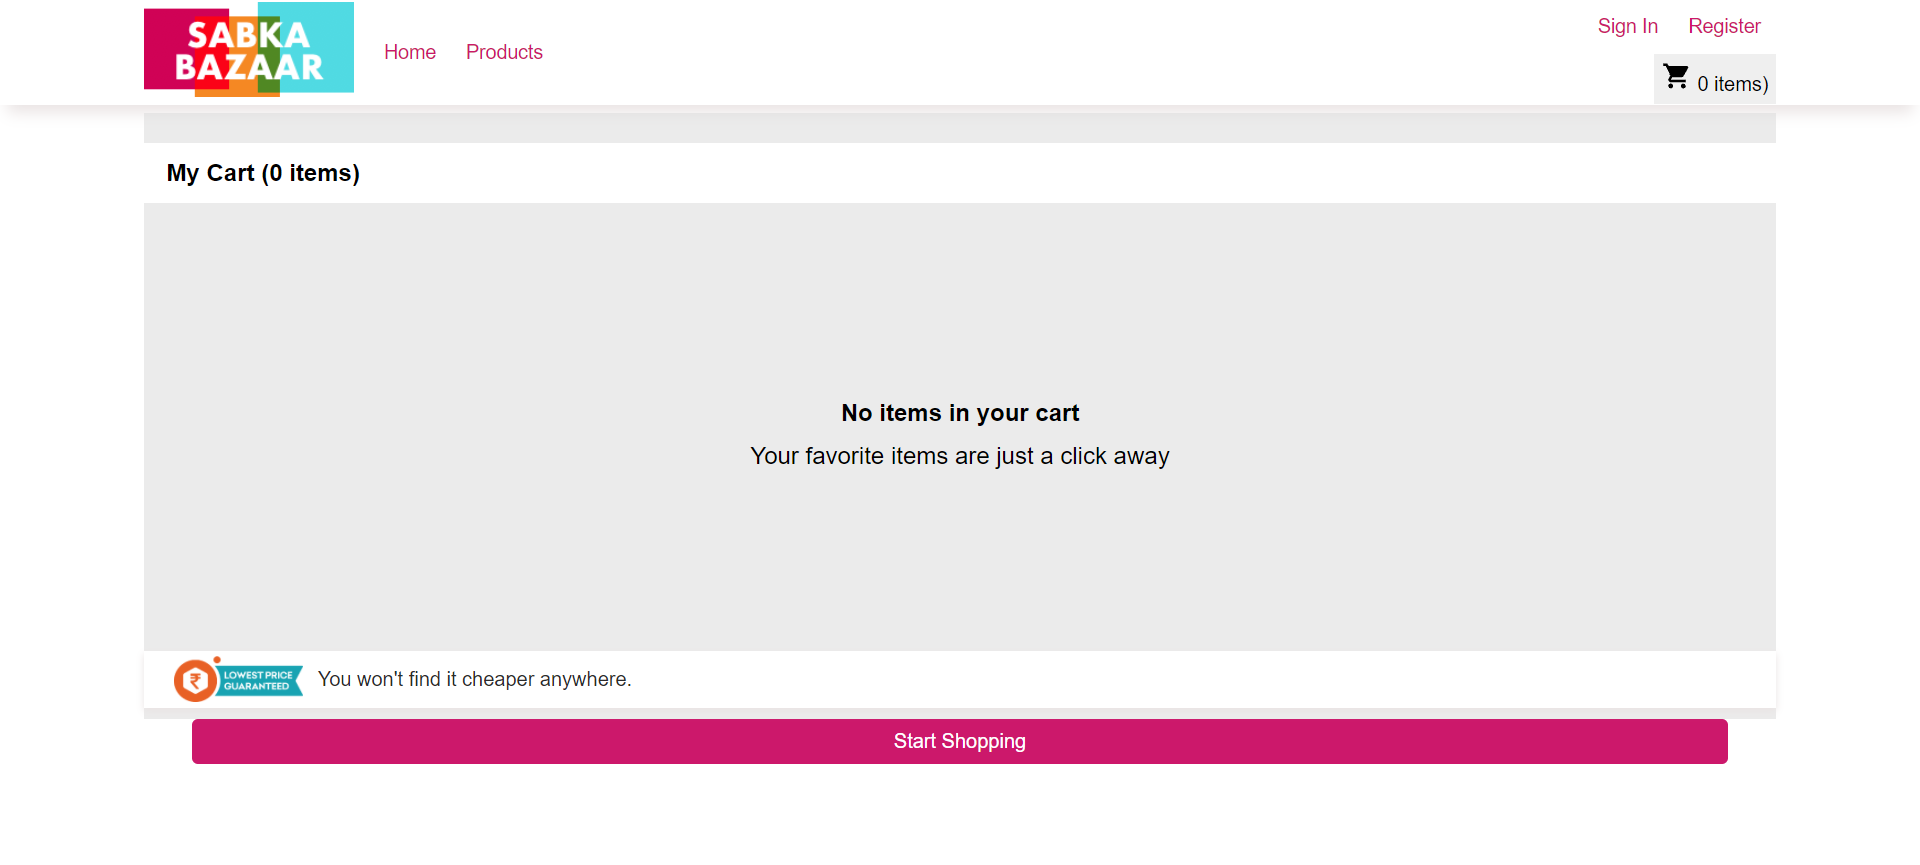 SABKA
BAZAAR
Home Products
Sign In Register
0 items)
My Cart (0 items)
No items in your cart
Your favorite items are just a click away
₹
LOWEST PRICE
GUARANTEED
You won't find it cheaper anywhere.
Start Shopping